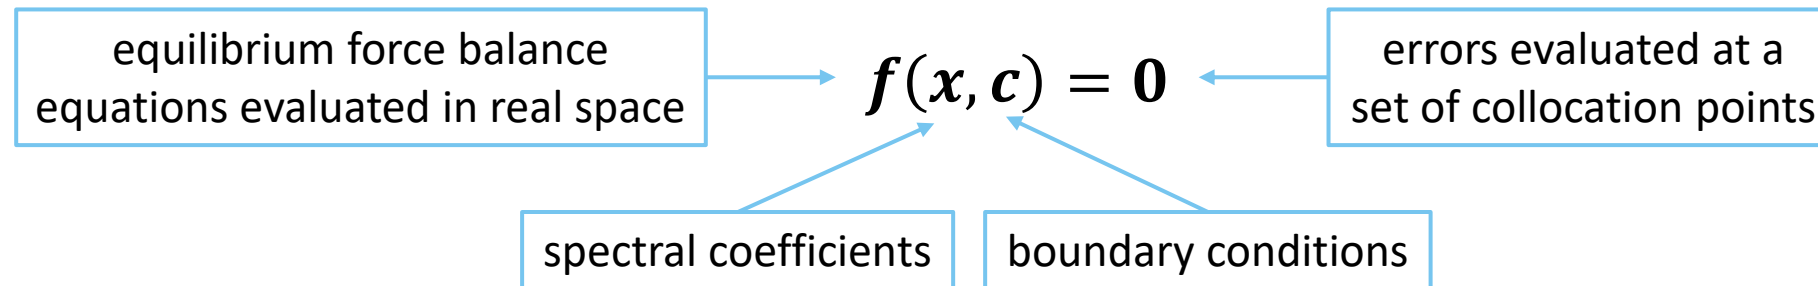 equilibrium force balance
equations evaluated in real space
f(x, c) = 0
errors evaluated at a
set of collocation points
spectral coefficients
boundary conditions